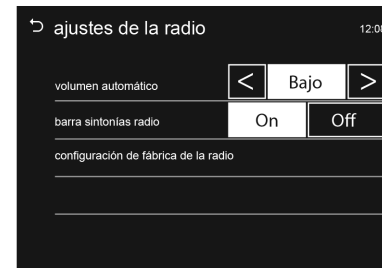 ajustes de la radio 12:08
volumen automático < Bajo >
barra sintonías radio On Off
configuración de fábrica de la radio